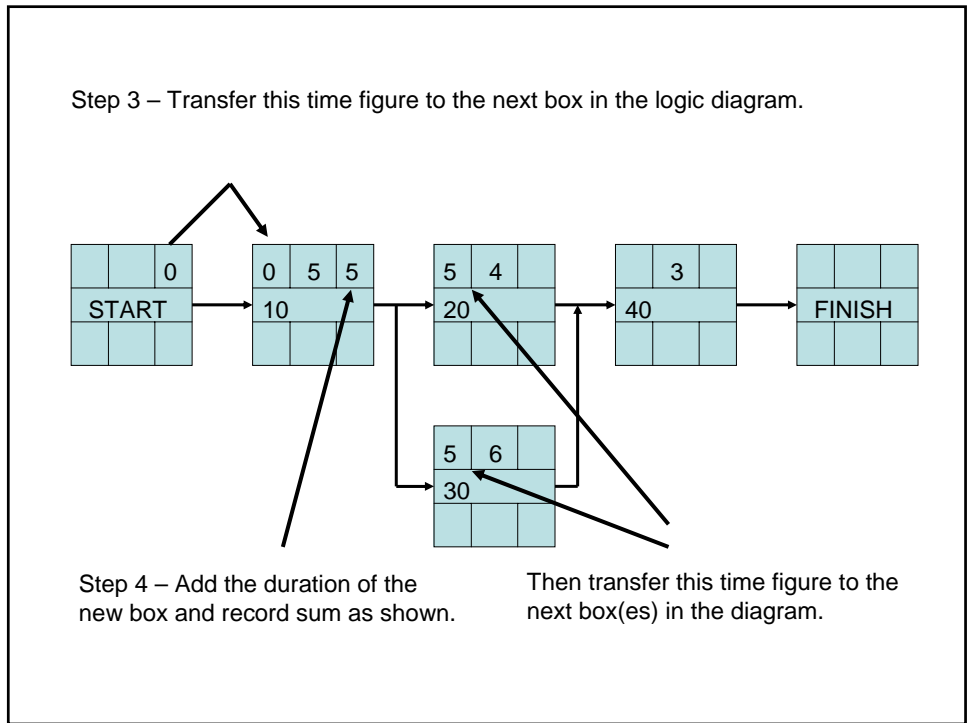 Step 3 – Transfer this time figure to the next box in the logic diagram.
0 0 5 5 5 4 3
START 10 20 40 FINISH
5 6
30
Step 4 – Add the duration of the
new box and record sum as shown.
Then transfer this time figure to the
next box(es) in the diagram.